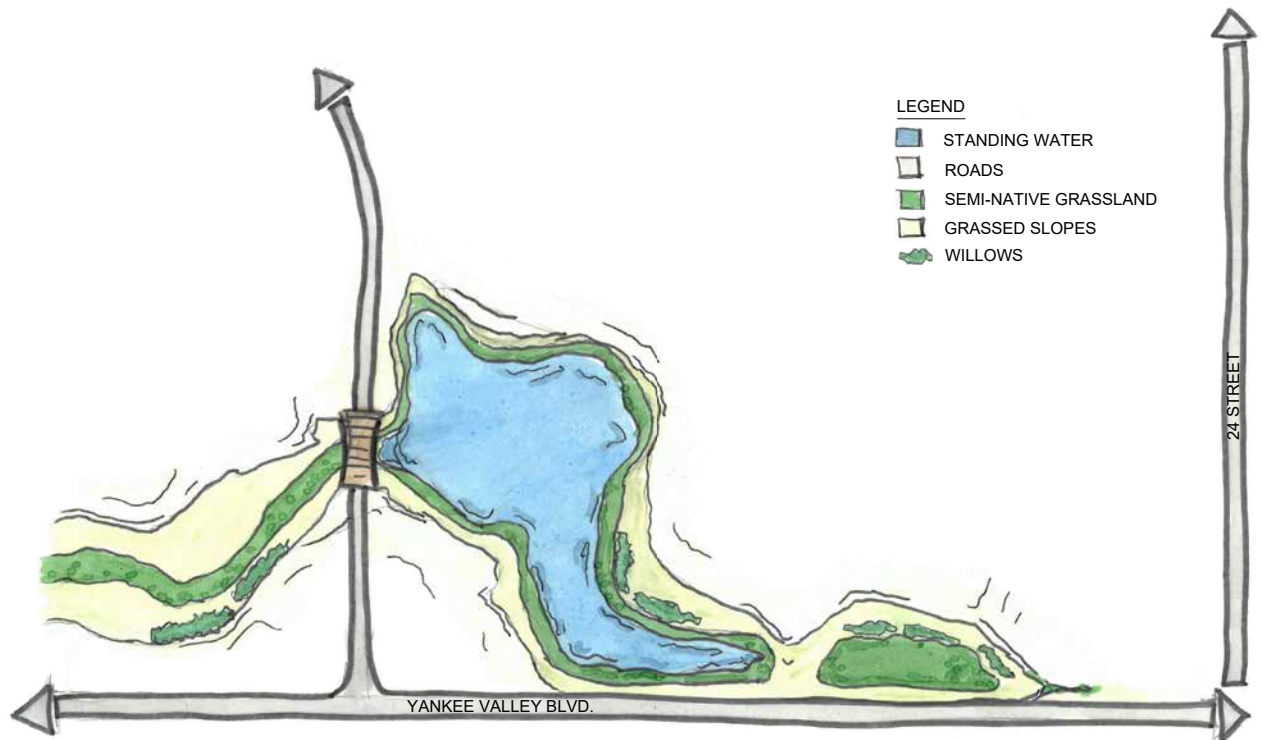 LEGEND
STANDING WATER
ROADS
SEMI-NATIVE GRASSLAND
GRASSED SLOPES
WILLOWS
24 STREET
YANKEE VALLEY BLVD.